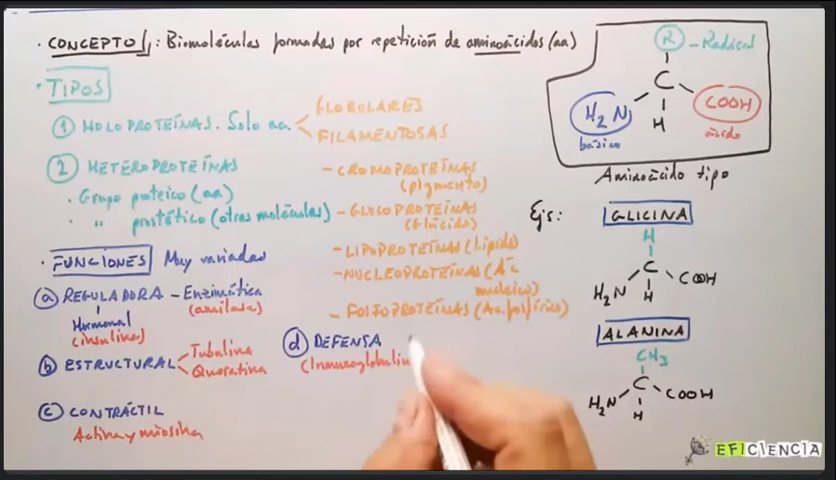 · CONCEPTO: Biomoléculas formadas por repetición de aminoácidos (aa)
· TIPOS
1 HOLOPROTEÍNAS. Solo aa.
GLOBULARES
FILAMENTOSAS
2 HETEROPROTEÍNAS
· Grupo proteico (aa)
· " prostético (otras moléculas)
- CROMOPROTEÍNAS
(pigmento)
- GLUCOPROTEÍNAS
(Glúcido)
- LIPOPROTEÍNAS (Lípido)
- NUCLEOPROTEÍNAS (Ác
nucleico)
- FOSFOPROTEÍNAS (Ac. fosfórico)
· FUNCIONES Muy variadas
a REGULADORA - Enzimática
(amilasa)
Hormonal
(insulina)
b ESTRUCTURAL
Tubulina
Queratina
c CONTRÁCTIL
Actina y miosina
d DEFENSA
(Inmunoglobulin
R - Radical
C
H₂N
COOH
H
básico
ácido
Aminoácido tipo
Ejs:
GLICINA
H
C
H₂N
H
COOH
ALANINA
CH₃
C
H₂N
H
COOH
EFICIENCIA